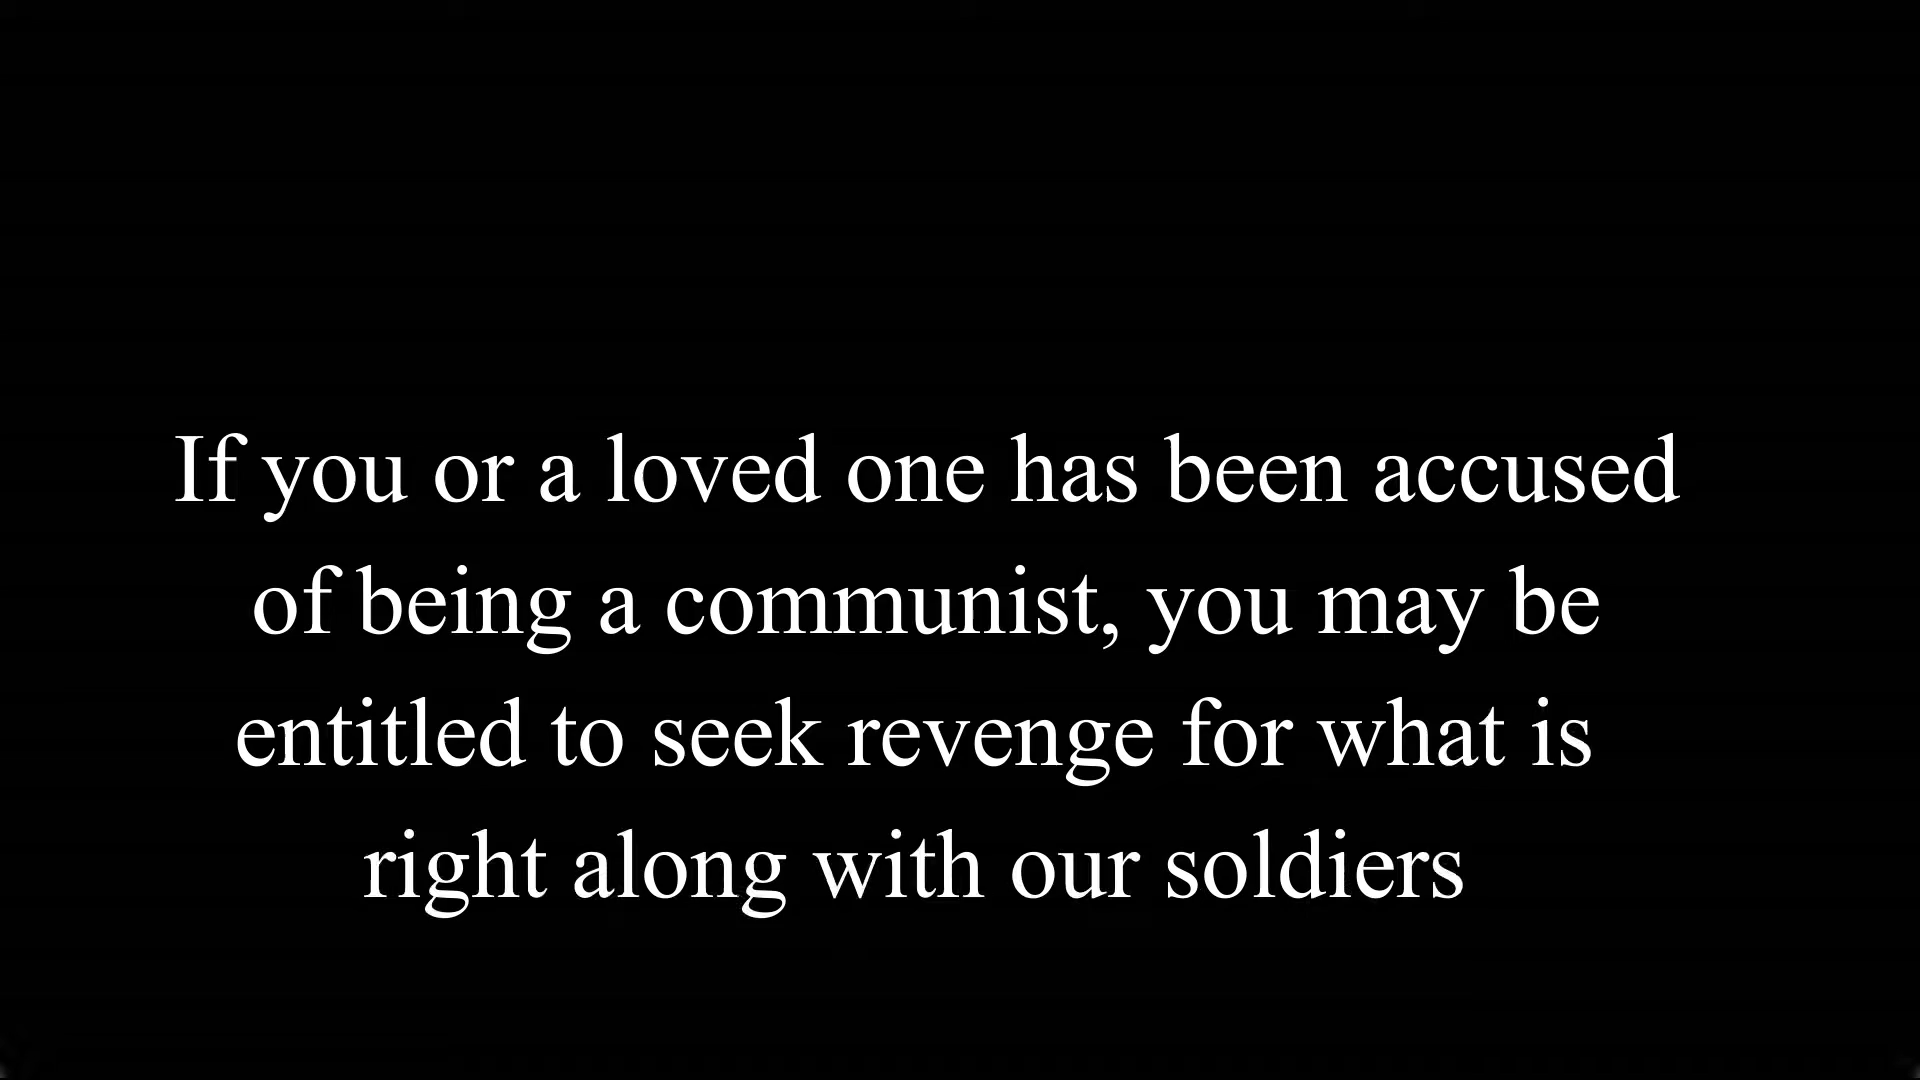 If you or a loved one has been accused
of being a communist, you may be
entitled to seek revenge for what is
right along with our soldiers